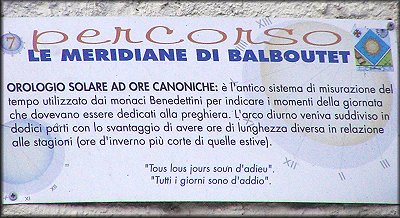 7
percorso
LE MERIDIANE DI BALBOUTET
OROLOGIO SOLARE AD ORE CANONICHE: è l'antico sistema di misurazione del
tempo utilizzato dai monaci Benedettini per indicare i momenti della giornata
che dovevano essere dedicati alla preghiera. L'arco diurno veniva suddiviso in
dodici parti con lo svantaggio di avere ore di lunghezza diversa in relazione
alle stagioni (ore d'inverno più corte di quelle estive).
"Tous lous jours soun d'adieu".
"Tutti i giorni sono d'addio".